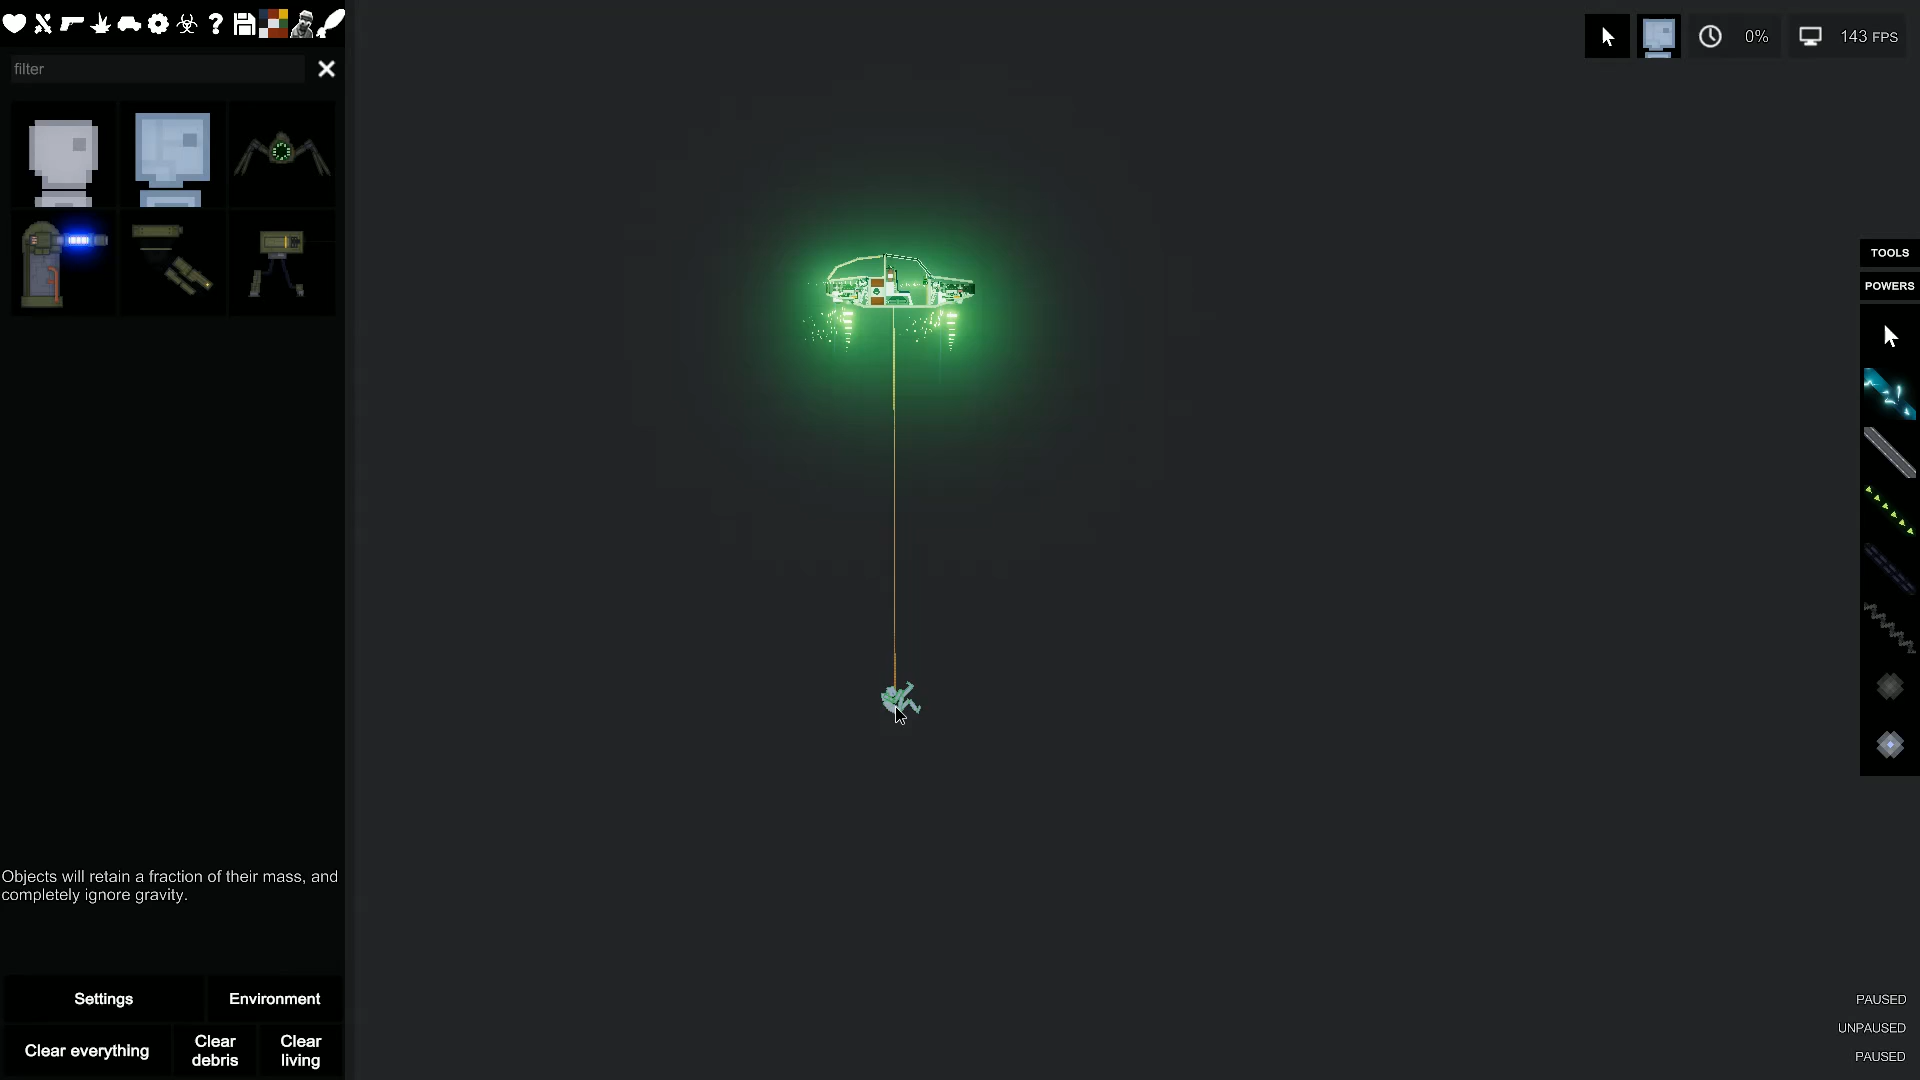 filter
0%
143 FPS
TOOLS
POWERS
Objects will retain a fraction of their mass, and
completely ignore gravity.
Settings
Environment
Clear everything
Clear
debris
Clear
living
PAUSED
UNPAUSED
PAUSED